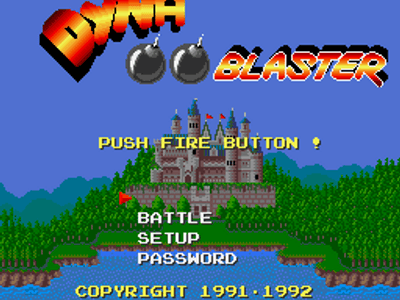 DYNA
BLASTER
PUSH FIRE BUTTON !
BATTLE
SETUP
PASSWORD
COPYRIGHT 1991·1992